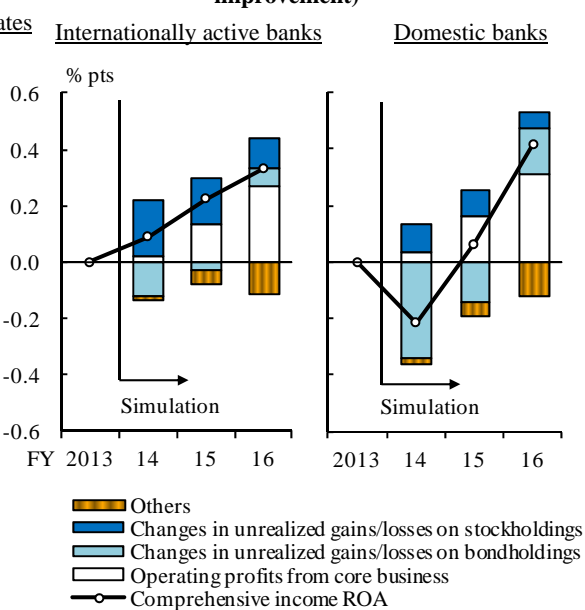 improvement)
ates
Internationally active banks
Domestic banks
% pts
0.6
0.4
0.2
0.0
-0.2
-0.4
-0.6
Simulation
Simulation
FY 2013 14 15 16
2013 14 15 16
Others
Changes in unrealized gains/losses on stockholdings
Changes in unrealized gains/losses on bondholdings
Operating profits from core business
Comprehensive income ROA